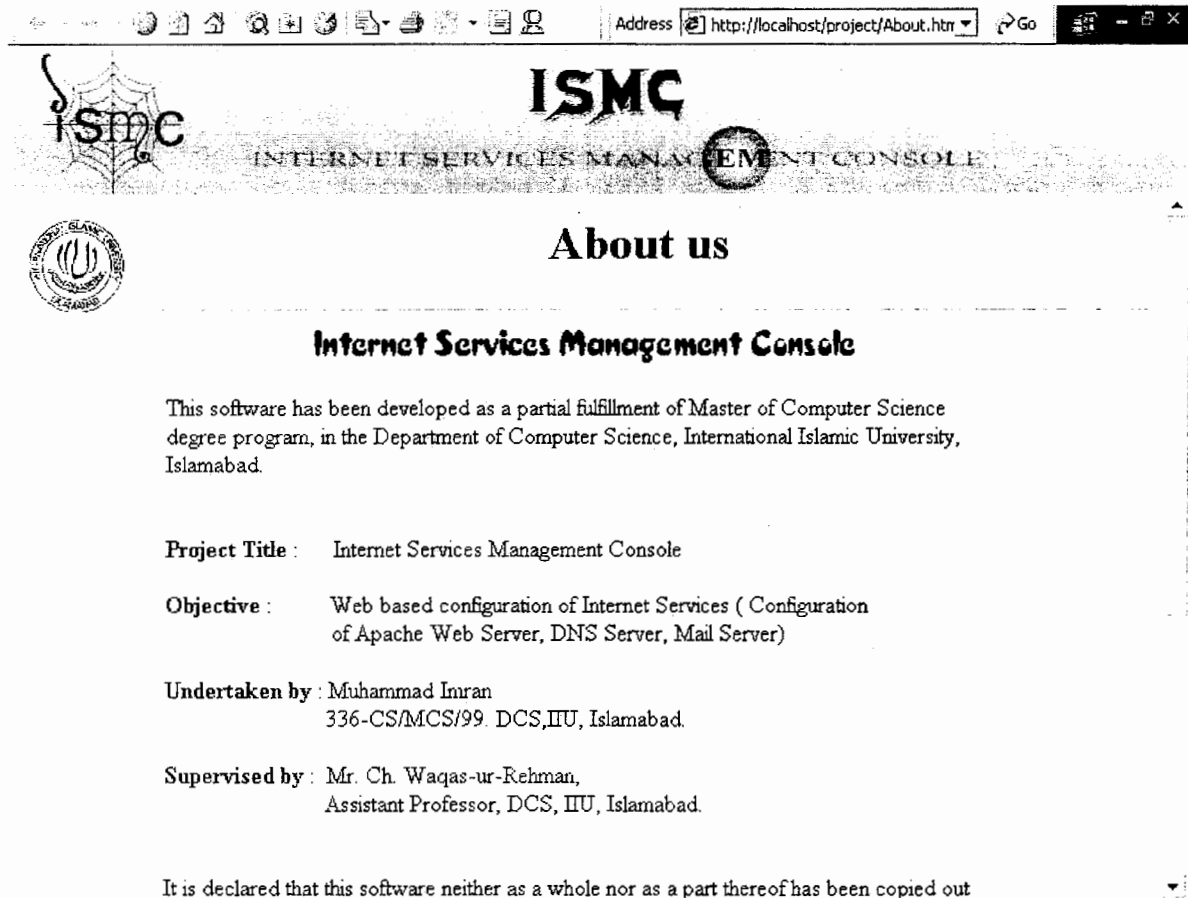 Address http://localhost/project/About.htm Go
ismc
ISMC
INTERNET SERVICES MANAGEMENT CONSOLE
About us
Internet Services Management Console
This software has been developed as a partial fulfillment of Master of Computer Science
degree program, in the Department of Computer Science, International Islamic University,
Islamabad.
Project Title : Internet Services Management Console
Objective : Web based configuration of Internet Services ( Configuration
of Apache Web Server, DNS Server, Mail Server)
Undertaken by : Muhammad Imran
336-CS/MCS/99. DCS,IIU, Islamabad.
Supervised by : Mr. Ch. Waqas-ur-Rehman,
Assistant Professor, DCS, IIU, Islamabad.
It is declared that this software neither as a whole nor as a part thereof has been copied out